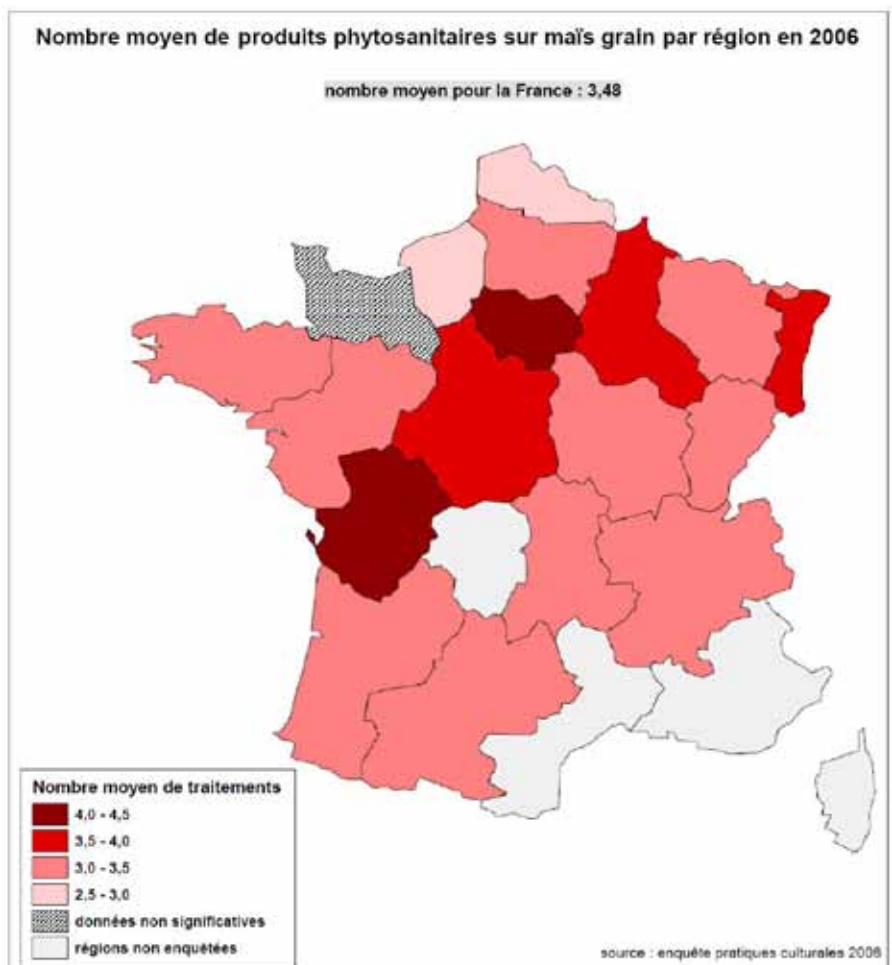 Nombre moyen de produits phytosanitaires sur maïs grain par région en 2006
nombre moyen pour la France : 3,48
Nombre moyen de traitements
4,0 - 4,5
3,5 - 4,0
3,0 - 3,5
2,5 - 3,0
données non significatives
régions non enquêtées
source : enquête pratiques culturales 2006